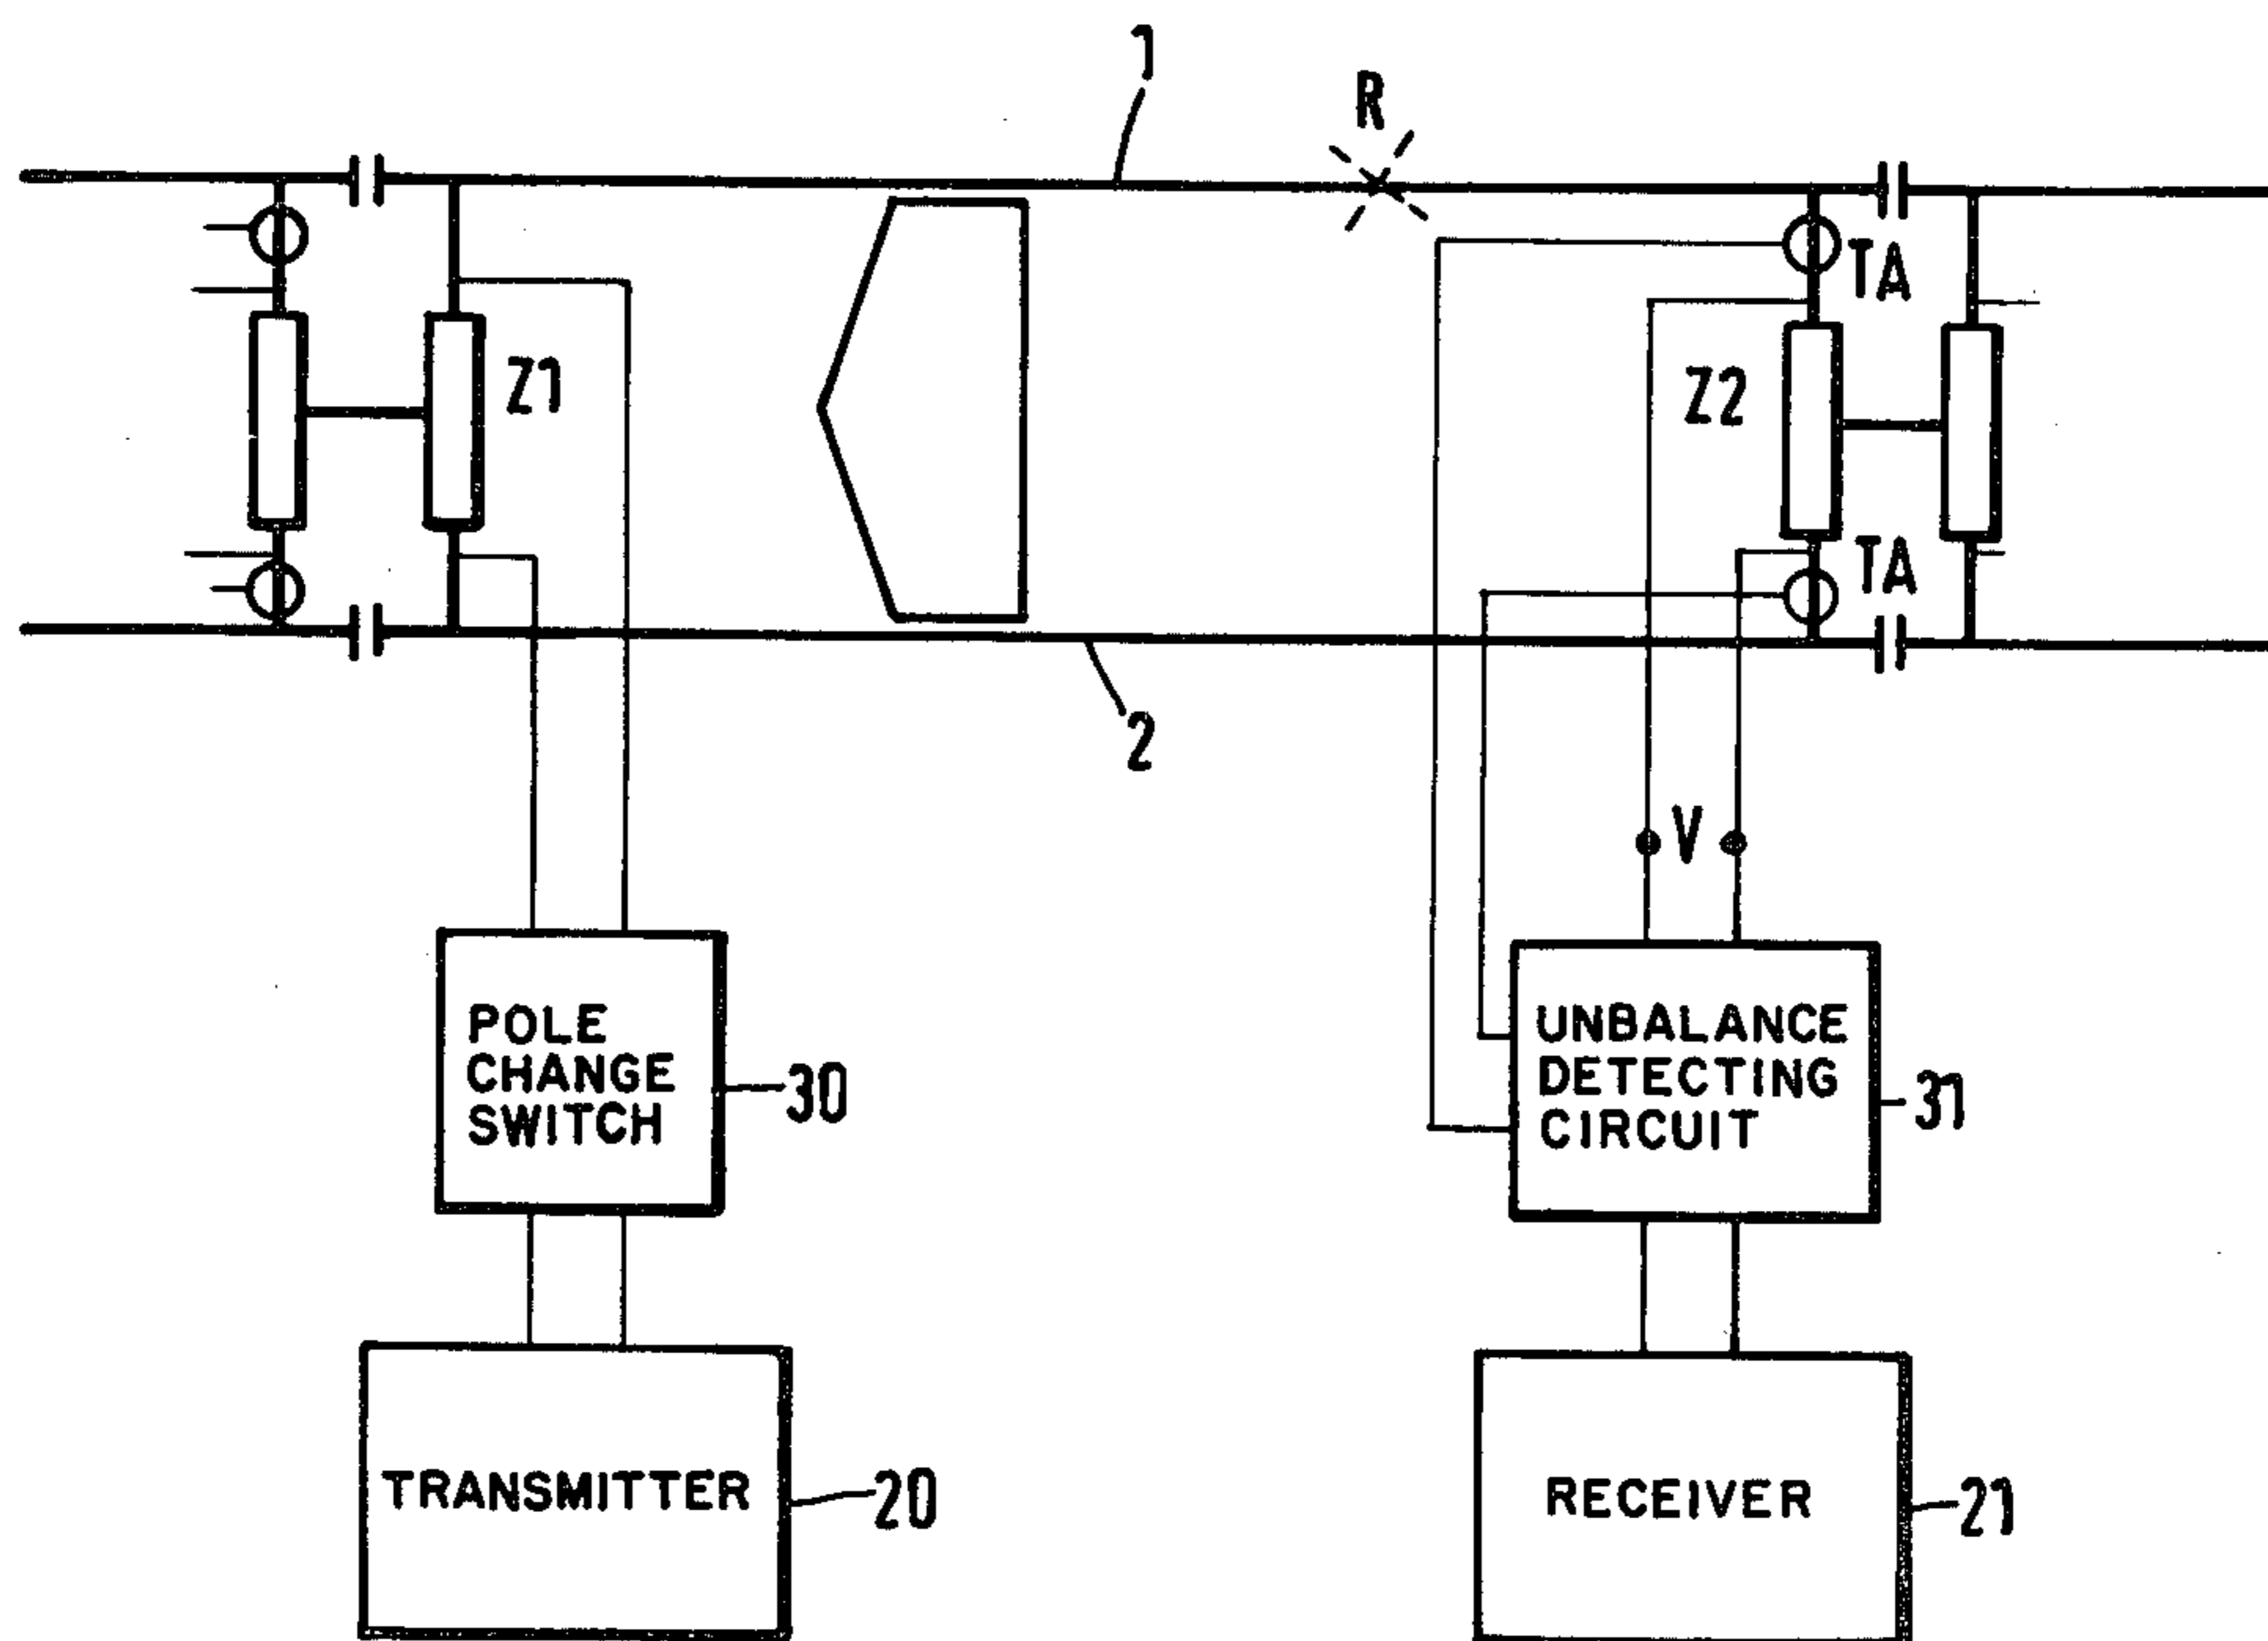 1
R
TA
Z1
Z2
TA
2
V
POLE
CHANGE
SWITCH
30
UNBALANCE
DETECTING
CIRCUIT
31
TRANSMITTER
20
RECEIVER
21